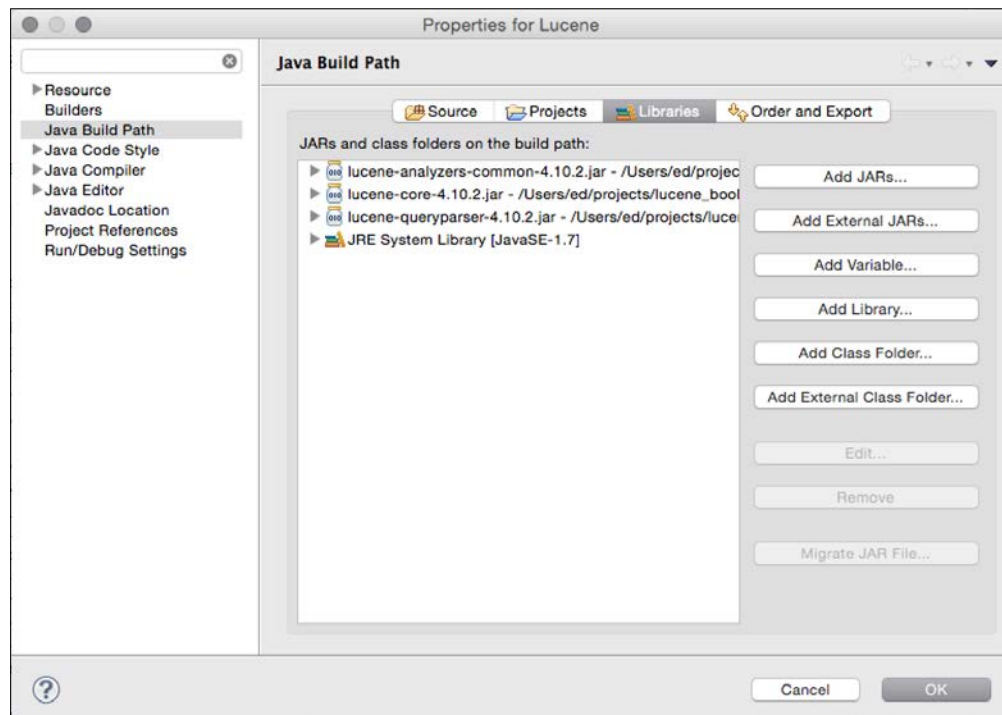 Properties for Lucene
Resource
Builders
Java Build Path
Java Code Style
Java Compiler
Java Editor
Javadoc Location
Project References
Run/Debug Settings
Java Build Path
Source Projects Libraries Order and Export
JARs and class folders on the build path:
lucene-analyzers-common-4.10.2.jar - /Users/ed/projec
lucene-core-4.10.2.jar - /Users/ed/projects/lucene_bool
lucene-queryparser-4.10.2.jar - /Users/ed/projects/luce
JRE System Library [JavaSE-1.7]
Add JARs...
Add External JARs...
Add Variable...
Add Library...
Add Class Folder...
Add External Class Folder...
Edit...
Remove
Migrate JAR File...
Cancel OK